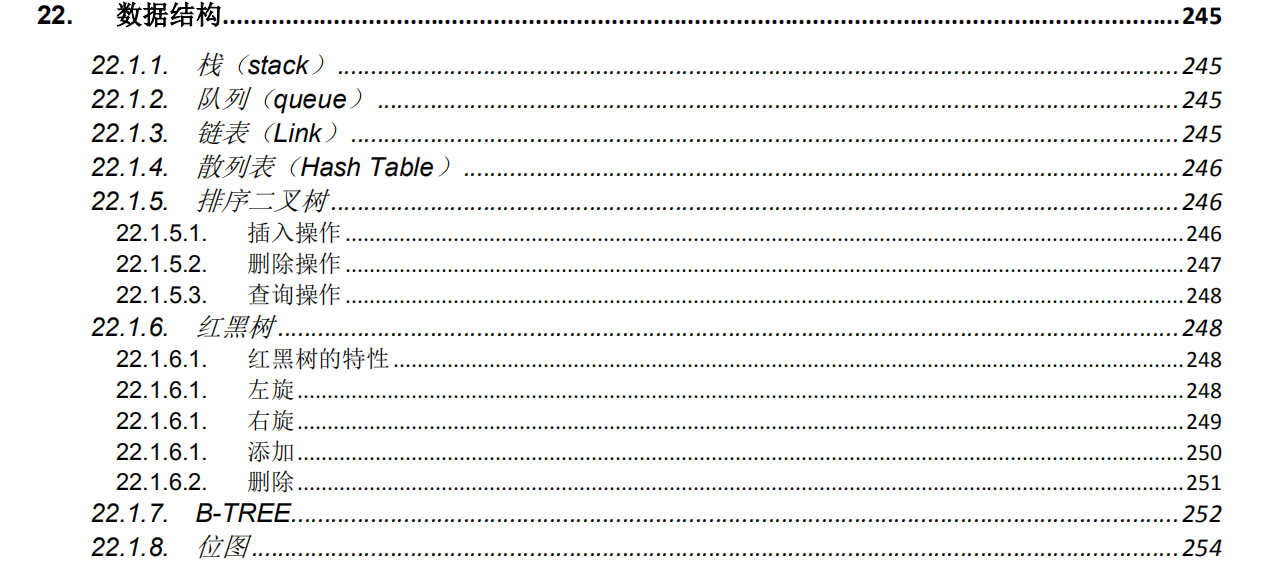 22. 数据结构 245
22.1.1. 栈（stack） 245
22.1.2. 队列（queue） 245
22.1.3. 链表（Link） 245
22.1.4. 散列表（Hash Table） 246
22.1.5. 排序二叉树 246
22.1.5.1. 插入操作 246
22.1.5.2. 删除操作 247
22.1.5.3. 查询操作 248
22.1.6. 红黑树 248
22.1.6.1. 红黑树的特性 248
22.1.6.1. 左旋 248
22.1.6.1. 右旋 249
22.1.6.1. 添加 250
22.1.6.2. 删除 251
22.1.7. B-TREE 252
22.1.8. 位图 254